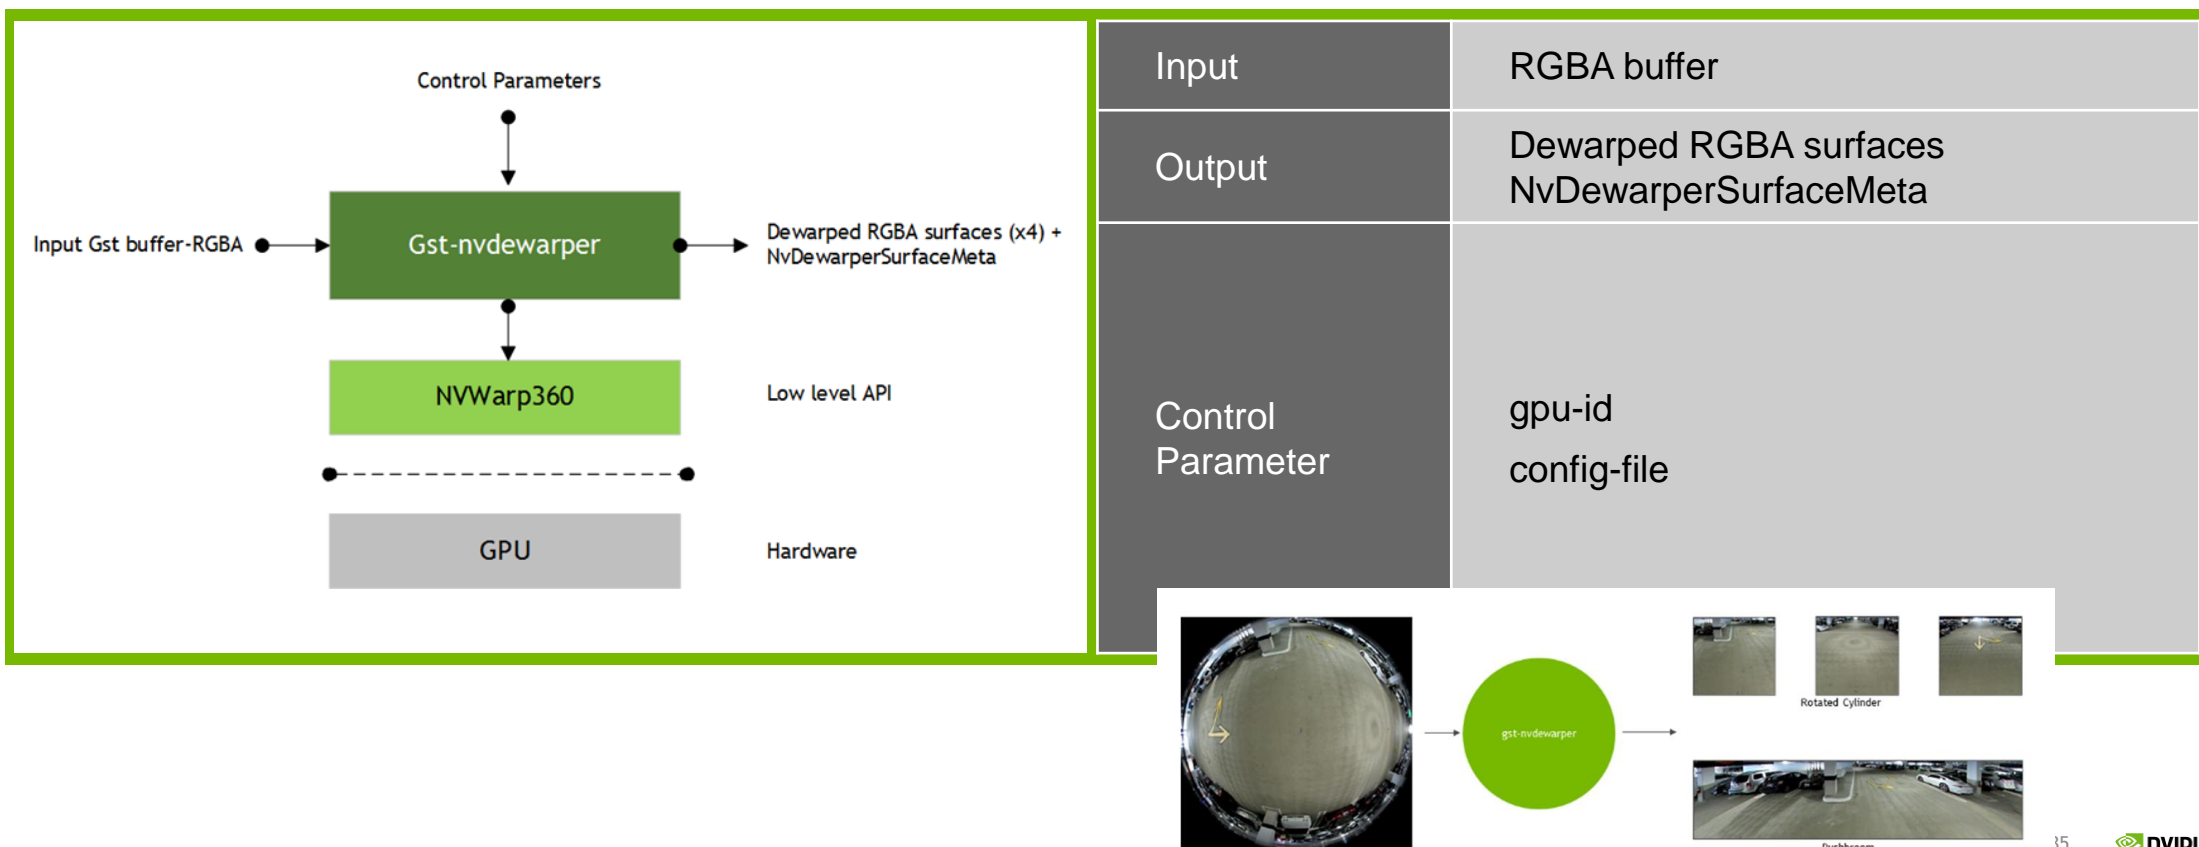 Control Parameters
Input Gst buffer-RGBA
Gst-nvdewarper
Dewarped RGBA surfaces (x4) +
NvDewarperSurfaceMeta
NVWarp360
Low level API
GPU
Hardware
Input
RGBA buffer
Output
Dewarped RGBA surfaces
NvDewarperSurfaceMeta
Control
Parameter
gpu-id
config-file
gst-nvdewarper
Rotated Cylinder